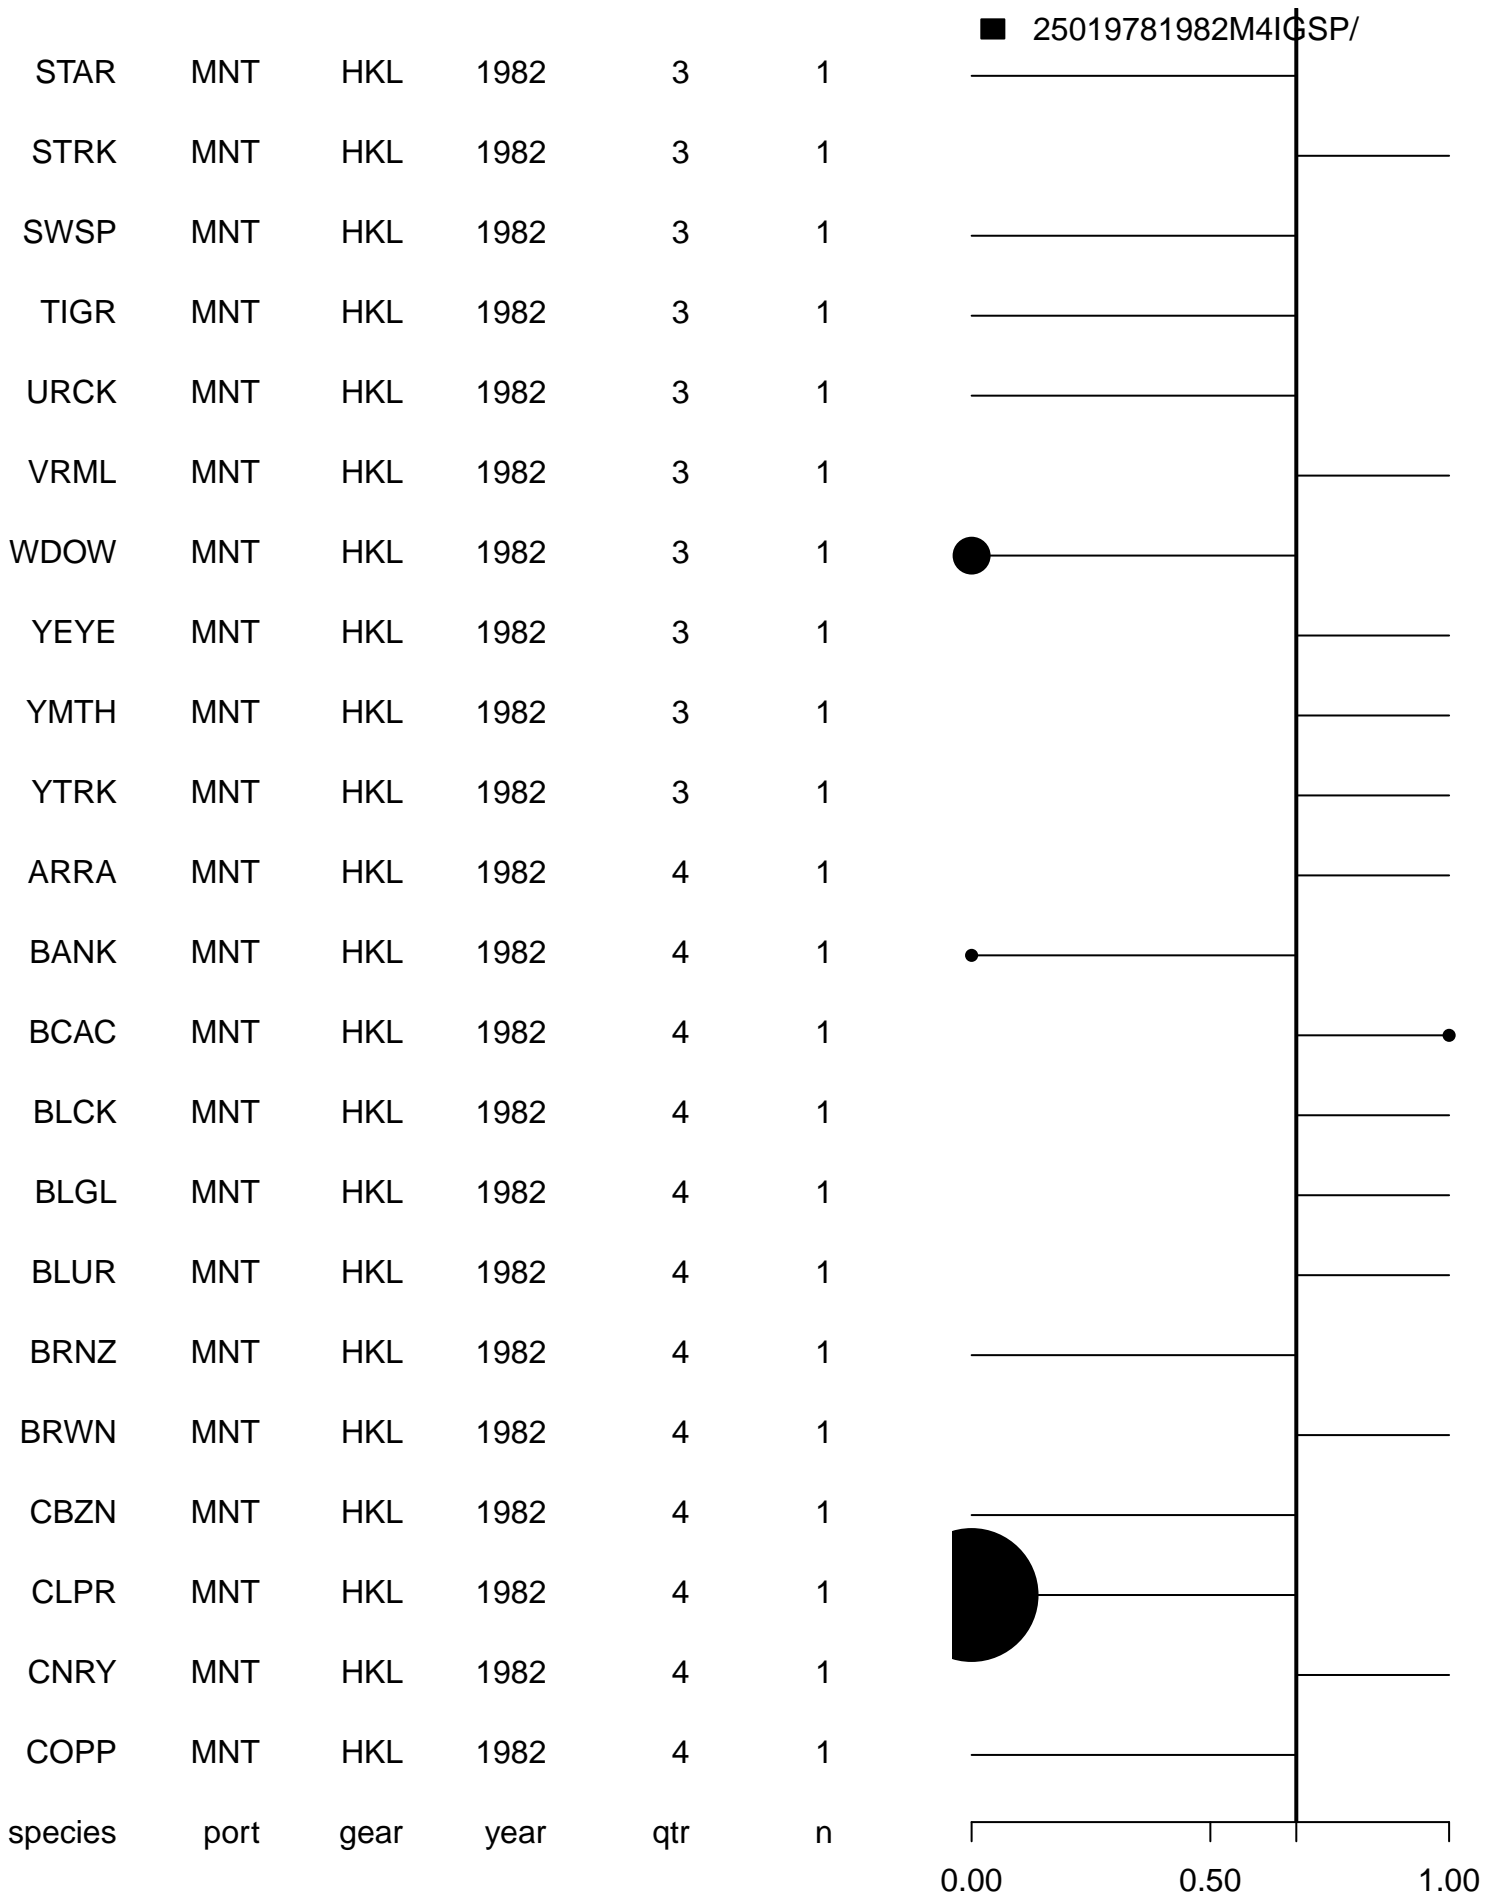 25019781982M4IGSP/
STAR MNT HKL 1982 3 1
STRK MNT HKL 1982 3 1
SWSP MNT HKL 1982 3 1
TIGR MNT HKL 1982 3 1
URCK MNT HKL 1982 3 1
VRML MNT HKL 1982 3 1
WDOW MNT HKL 1982 3 1
YEYE MNT HKL 1982 3 1
YMTH MNT HKL 1982 3 1
YTRK MNT HKL 1982 3 1
ARRA MNT HKL 1982 4 1
BANK MNT HKL 1982 4 1
BCAC MNT HKL 1982 4 1
BLCK MNT HKL 1982 4 1
BLGL MNT HKL 1982 4 1
BLUR MNT HKL 1982 4 1
BRNZ MNT HKL 1982 4 1
BRWN MNT HKL 1982 4 1
CBZN MNT HKL 1982 4 1
CLPR MNT HKL 1982 4 1
CNRY MNT HKL 1982 4 1
COPP MNT HKL 1982 4 1
species port gear year qtr n
0.00 0.50 1.00